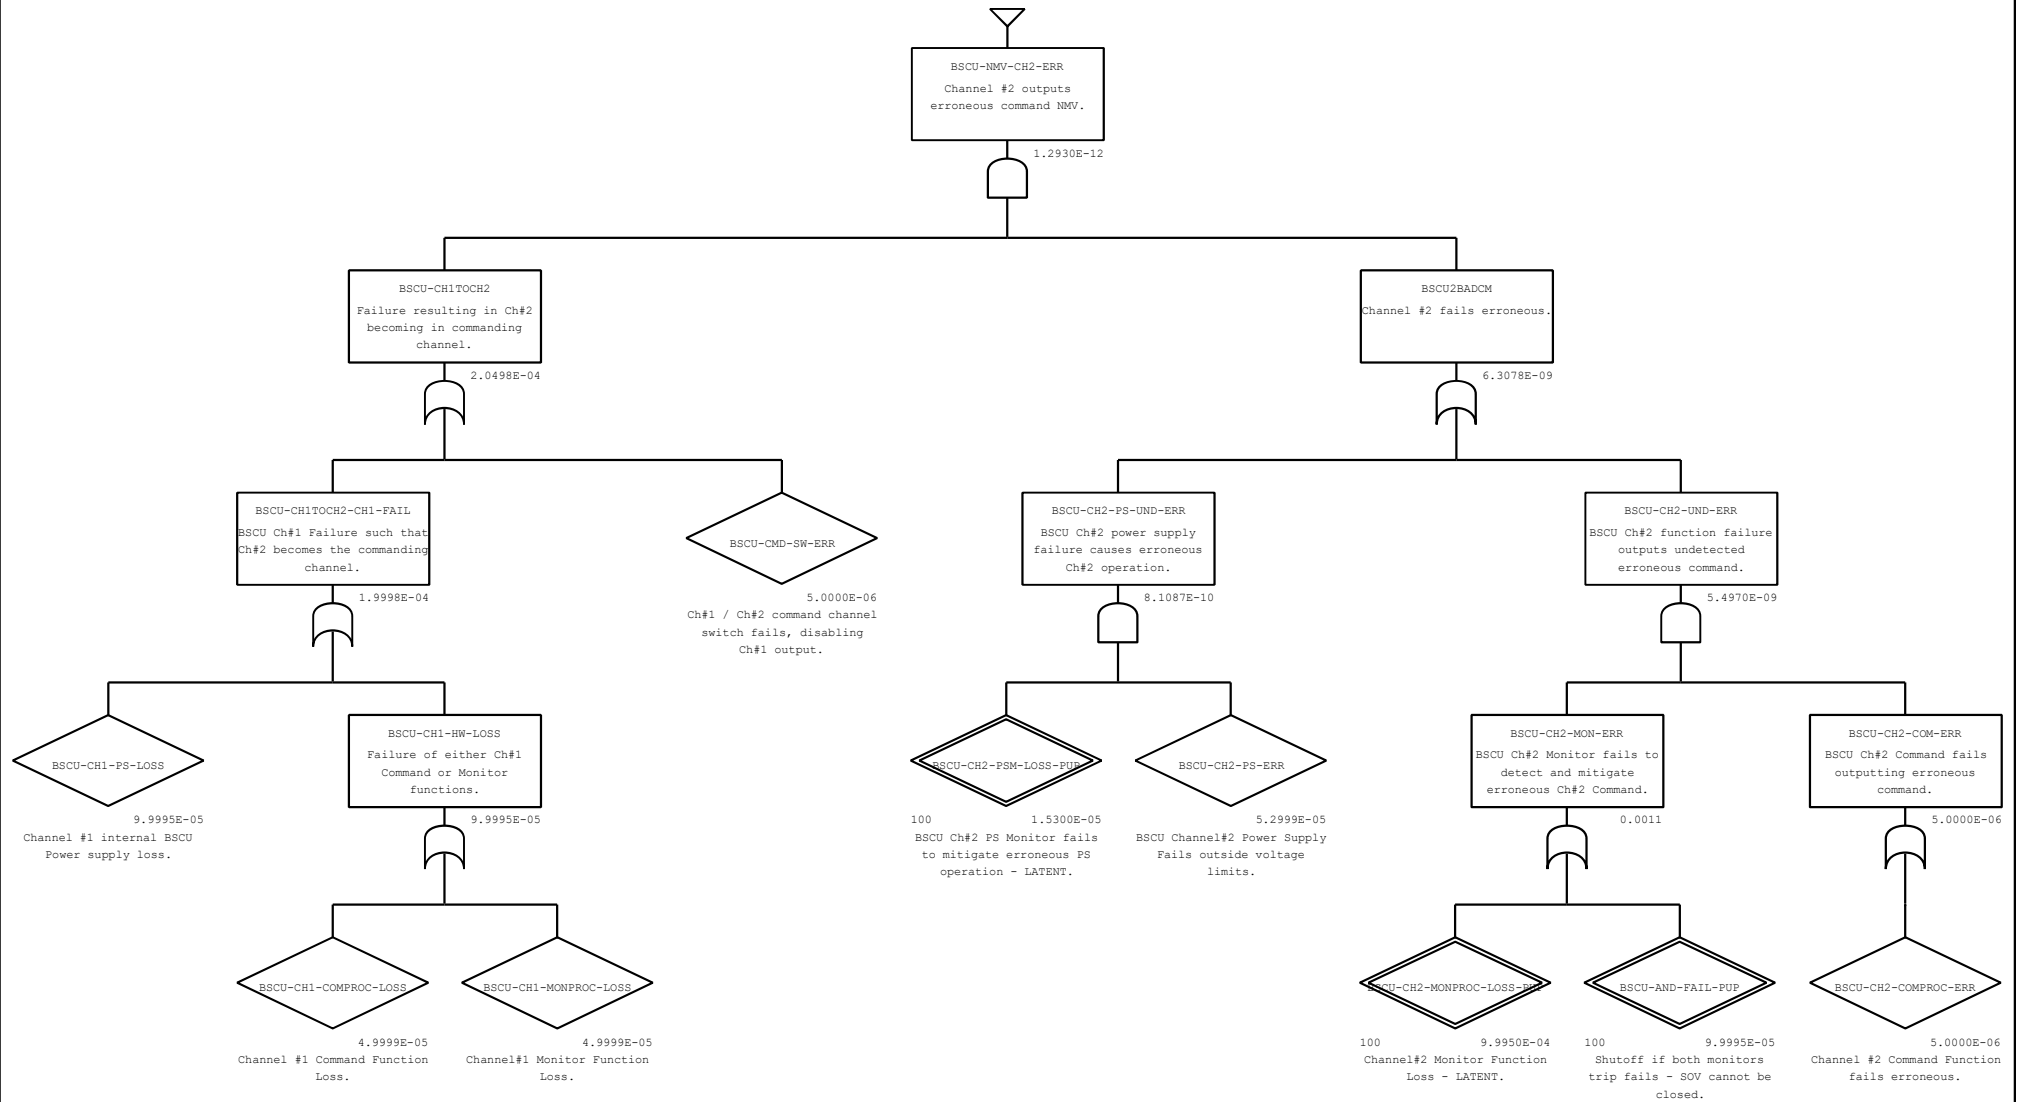 BSCU-NMV-CH2-ERR
Channel #2 outputs
erroneous command NMV.
1.2930E-12
BSCU-CH1TOCH2
Failure resulting in Ch#2
becoming in commanding
channel.
2.0498E-04
BSCU2BADCM
Channel #2 fails erroneous.
6.3078E-09
BSCU-CH1TOCH2-CH1-FAIL
BSCU Ch#1 Failure such that
Ch#2 becomes the commanding
channel.
1.9998E-04
BSCU-CMD-SW-ERR
5.0000E-06
Ch#1 / Ch#2 command channel
switch fails, disabling
Ch#1 output.
BSCU-CH2-PS-UND-ERR
BSCU Ch#2 power supply
failure causes erroneous
Ch#2 operation.
8.1087E-10
BSCU-CH2-UND-ERR
BSCU Ch#2 function failure
outputs undetected
erroneous command.
5.4970E-09
BSCU-CH1-PS-LOSS
9.9995E-05
Channel #1 internal BSCU
Power supply loss.
BSCU-CH1-HW-LOSS
Failure of either Ch#1
Command or Monitor
functions.
9.9995E-05
BSCU-CH2-PSM-LOSS-PUP
100 1.5300E-05
BSCU Ch#2 PS Monitor fails
to mitigate erroneous PS
operation - LATENT.
BSCU-CH2-PS-ERR
5.2999E-05
BSCU Channel#2 Power Supply
Fails outside voltage
limits.
BSCU-CH2-MON-ERR
BSCU Ch#2 Monitor fails to
detect and mitigate
erroneous Ch#2 Command.
0.0011
BSCU-CH2-COM-ERR
BSCU Ch#2 Command fails
outputting erroneous
command.
5.0000E-06
BSCU-CH1-COMPROC-LOSS
4.9999E-05
Channel #1 Command Function
Loss.
BSCU-CH1-MONPROC-LOSS
4.9999E-05
Channel#1 Monitor Function
Loss.
BSCU-CH2-MONPROC-LOSS-PUP
100 9.9950E-04
Channel#2 Monitor Function
Loss - LATENT.
BSCU-AND-FAIL-PUP
100 9.9995E-05
Shutoff if both monitors
trip fails - SOV cannot be
closed.
BSCU-CH2-COMPROC-ERR
5.0000E-06
Channel #2 Command Function
fails erroneous.